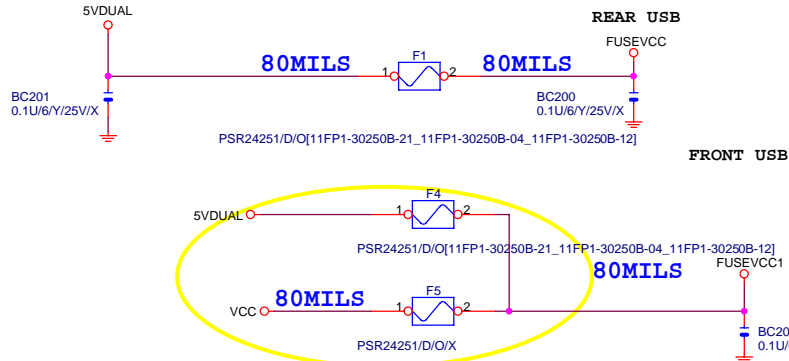 5VDUAL
REAR USB
FUSEVCC
F1
80MILS
80MILS
1
2
BC201
0.1U/6/Y/25V/X
BC200
0.1U/6/Y/25V/X
PSR24251/D/O[11FP1-30250B-21_11FP1-30250B-04_11FP1-30250B-12]
FRONT USB
F4
1
2
5VDUAL
PSR24251/D/O[11FP1-30250B-21_11FP1-30250B-04_11FP1-30250B-12]
80MILS
FUSEVCC1
80MILS
F5
1
2
VCC
PSR24251/D/O/X